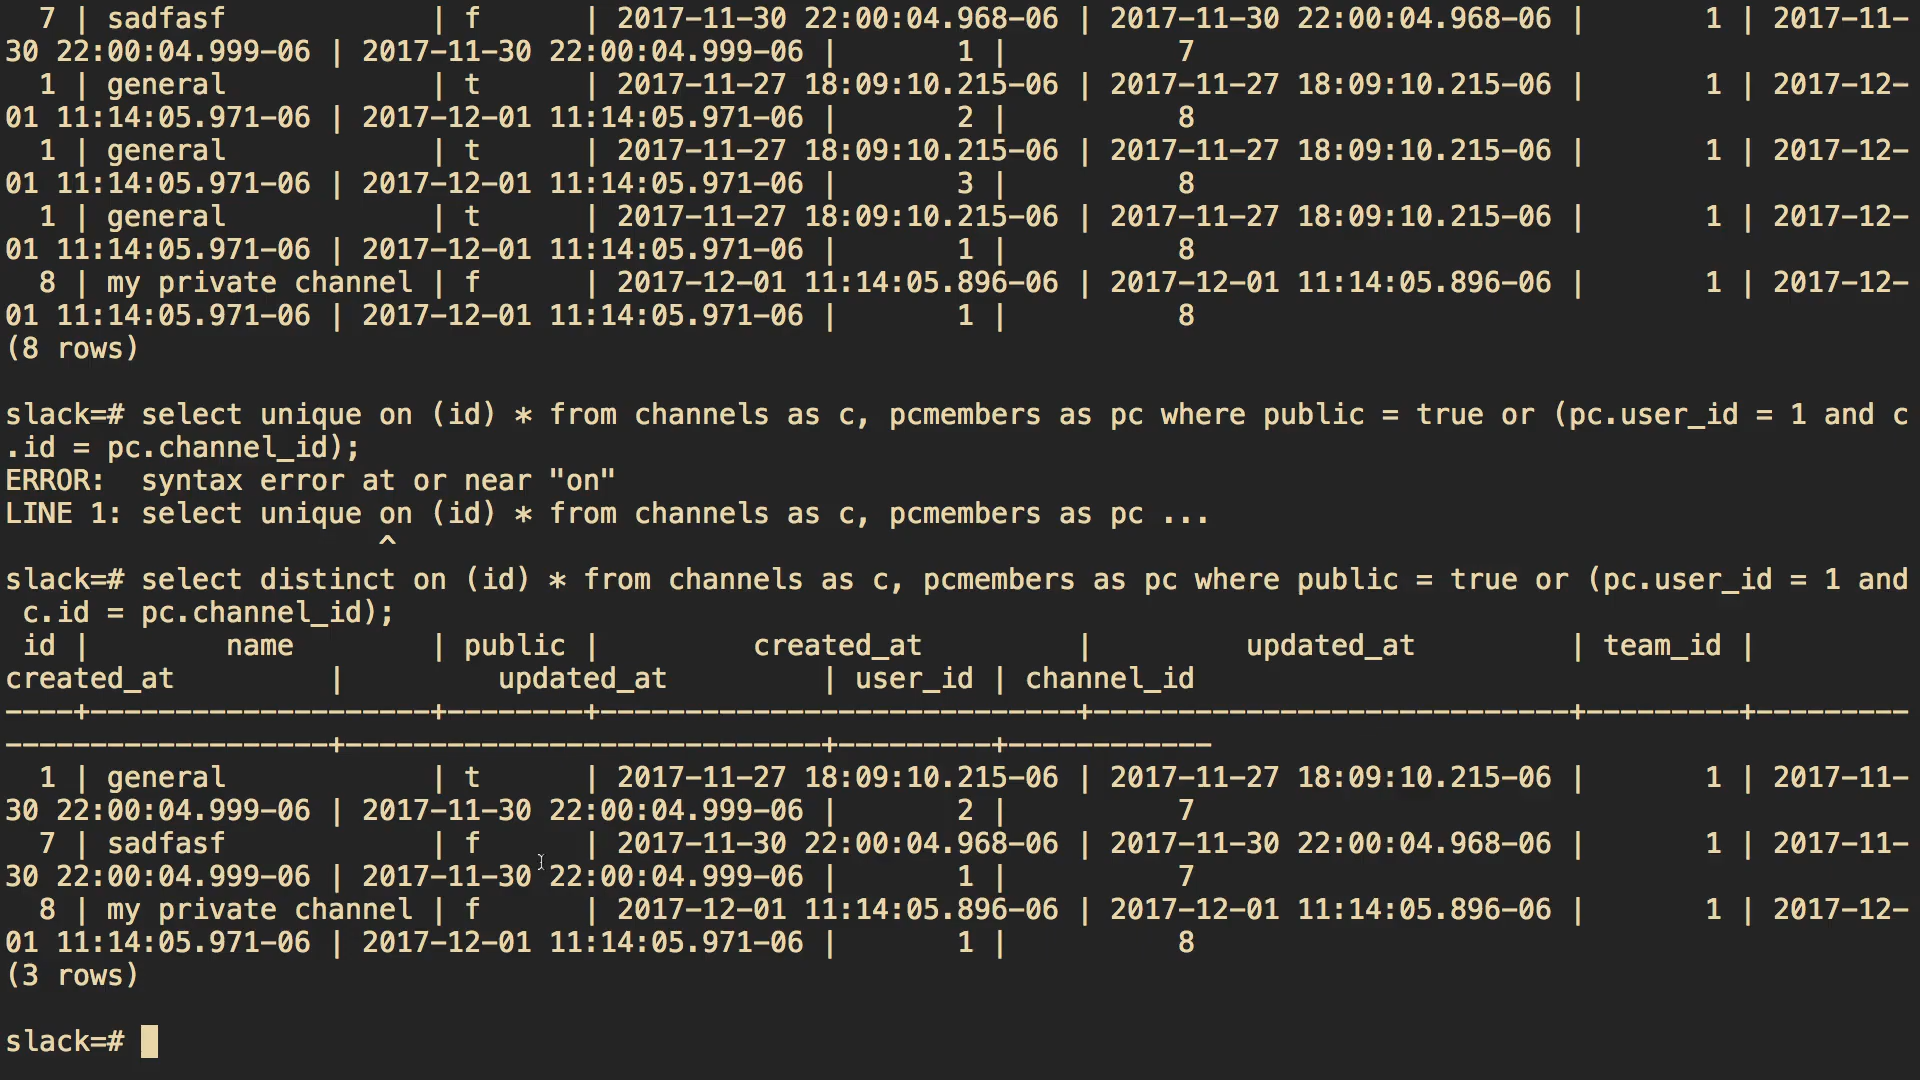 7 | sadfasf | f | 2017-11-30 22:00:04.968-06 | 2017-11-30 22:00:04.968-06 | 1 | 2017-11-
30 22:00:04.999-06 | 2017-11-30 22:00:04.999-06 | 1 | 7
1 | general | t | 2017-11-27 18:09:10.215-06 | 2017-11-27 18:09:10.215-06 | 1 | 2017-12-
01 11:14:05.971-06 | 2017-12-01 11:14:05.971-06 | 2 | 8
1 | general | t | 2017-11-27 18:09:10.215-06 | 2017-11-27 18:09:10.215-06 | 1 | 2017-12-
01 11:14:05.971-06 | 2017-12-01 11:14:05.971-06 | 3 | 8
1 | general | t | 2017-11-27 18:09:10.215-06 | 2017-11-27 18:09:10.215-06 | 1 | 2017-12-
01 11:14:05.971-06 | 2017-12-01 11:14:05.971-06 | 1 | 8
8 | my private channel | f | 2017-12-01 11:14:05.896-06 | 2017-12-01 11:14:05.896-06 | 1 | 2017-12-
01 11:14:05.971-06 | 2017-12-01 11:14:05.971-06 | 1 | 8
(8 rows)
slack=# select unique on (id) * from channels as c, pcmembers as pc where public = true or (pc.user_id = 1 and c
.id = pc.channel_id);
ERROR:  syntax error at or near "on"
LINE 1: select unique on (id) * from channels as c, pcmembers as pc ...
^
slack=# select distinct on (id) * from channels as c, pcmembers as pc where public = true or (pc.user_id = 1 and
c.id = pc.channel_id);
id | name | public | created_at | updated_at | team_id |
created_at | updated_at | user_id | channel_id
----+--------------------+--------+----------------------------+----------------------------+---------+---------
-------------------+----------------------------+---------+------------
1 | general | t | 2017-11-27 18:09:10.215-06 | 2017-11-27 18:09:10.215-06 | 1 | 2017-11-
30 22:00:04.999-06 | 2017-11-30 22:00:04.999-06 | 2 | 7
7 | sadfasf | f | 2017-11-30 22:00:04.968-06 | 2017-11-30 22:00:04.968-06 | 1 | 2017-11-
30 22:00:04.999-06 | 2017-11-30 22:00:04.999-06 | 1 | 7
8 | my private channel | f | 2017-12-01 11:14:05.896-06 | 2017-12-01 11:14:05.896-06 | 1 | 2017-12-
01 11:14:05.971-06 | 2017-12-01 11:14:05.971-06 | 1 | 8
(3 rows)
slack=#